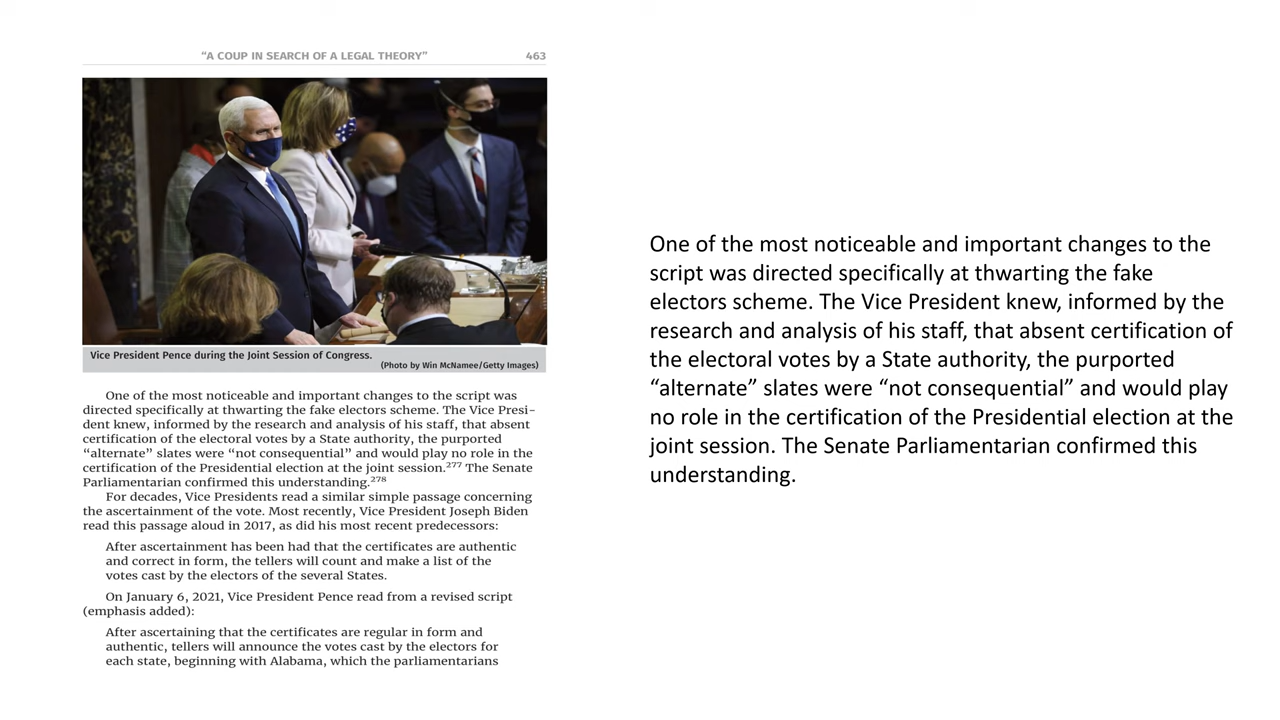 “A COUP IN SEARCH OF A LEGAL THEORY” 463
Vice President Pence during the Joint Session of Congress.
(Photo by Win McNamee/Getty Images)
One of the most noticeable and important changes to the script was
directed specifically at thwarting the fake electors scheme. The Vice Presi-
dent knew, informed by the research and analysis of his staff, that absent
certification of the electoral votes by a State authority, the purported
“alternate” slates were “not consequential” and would play no role in the
certification of the Presidential election at the joint session.²⁷⁷ The Senate
Parliamentarian confirmed this understanding.²⁷⁸
For decades, Vice Presidents read a similar simple passage concerning
the ascertainment of the vote. Most recently, Vice President Joseph Biden
read this passage aloud in 2017, as did his most recent predecessors:
After ascertainment has been had that the certificates are authentic
and correct in form, the tellers will count and make a list of the
votes cast by the electors of the several States.
On January 6, 2021, Vice President Pence read from a revised script
(emphasis added):
After ascertaining that the certificates are regular in form and
authentic, tellers will announce the votes cast by the electors for
each state, beginning with Alabama, which the parliamentarians
One of the most noticeable and important changes to the
script was directed specifically at thwarting the fake
electors scheme. The Vice President knew, informed by the
research and analysis of his staff, that absent certification of
the electoral votes by a State authority, the purported
“alternate” slates were “not consequential” and would play
no role in the certification of the Presidential election at the
joint session. The Senate Parliamentarian confirmed this
understanding.